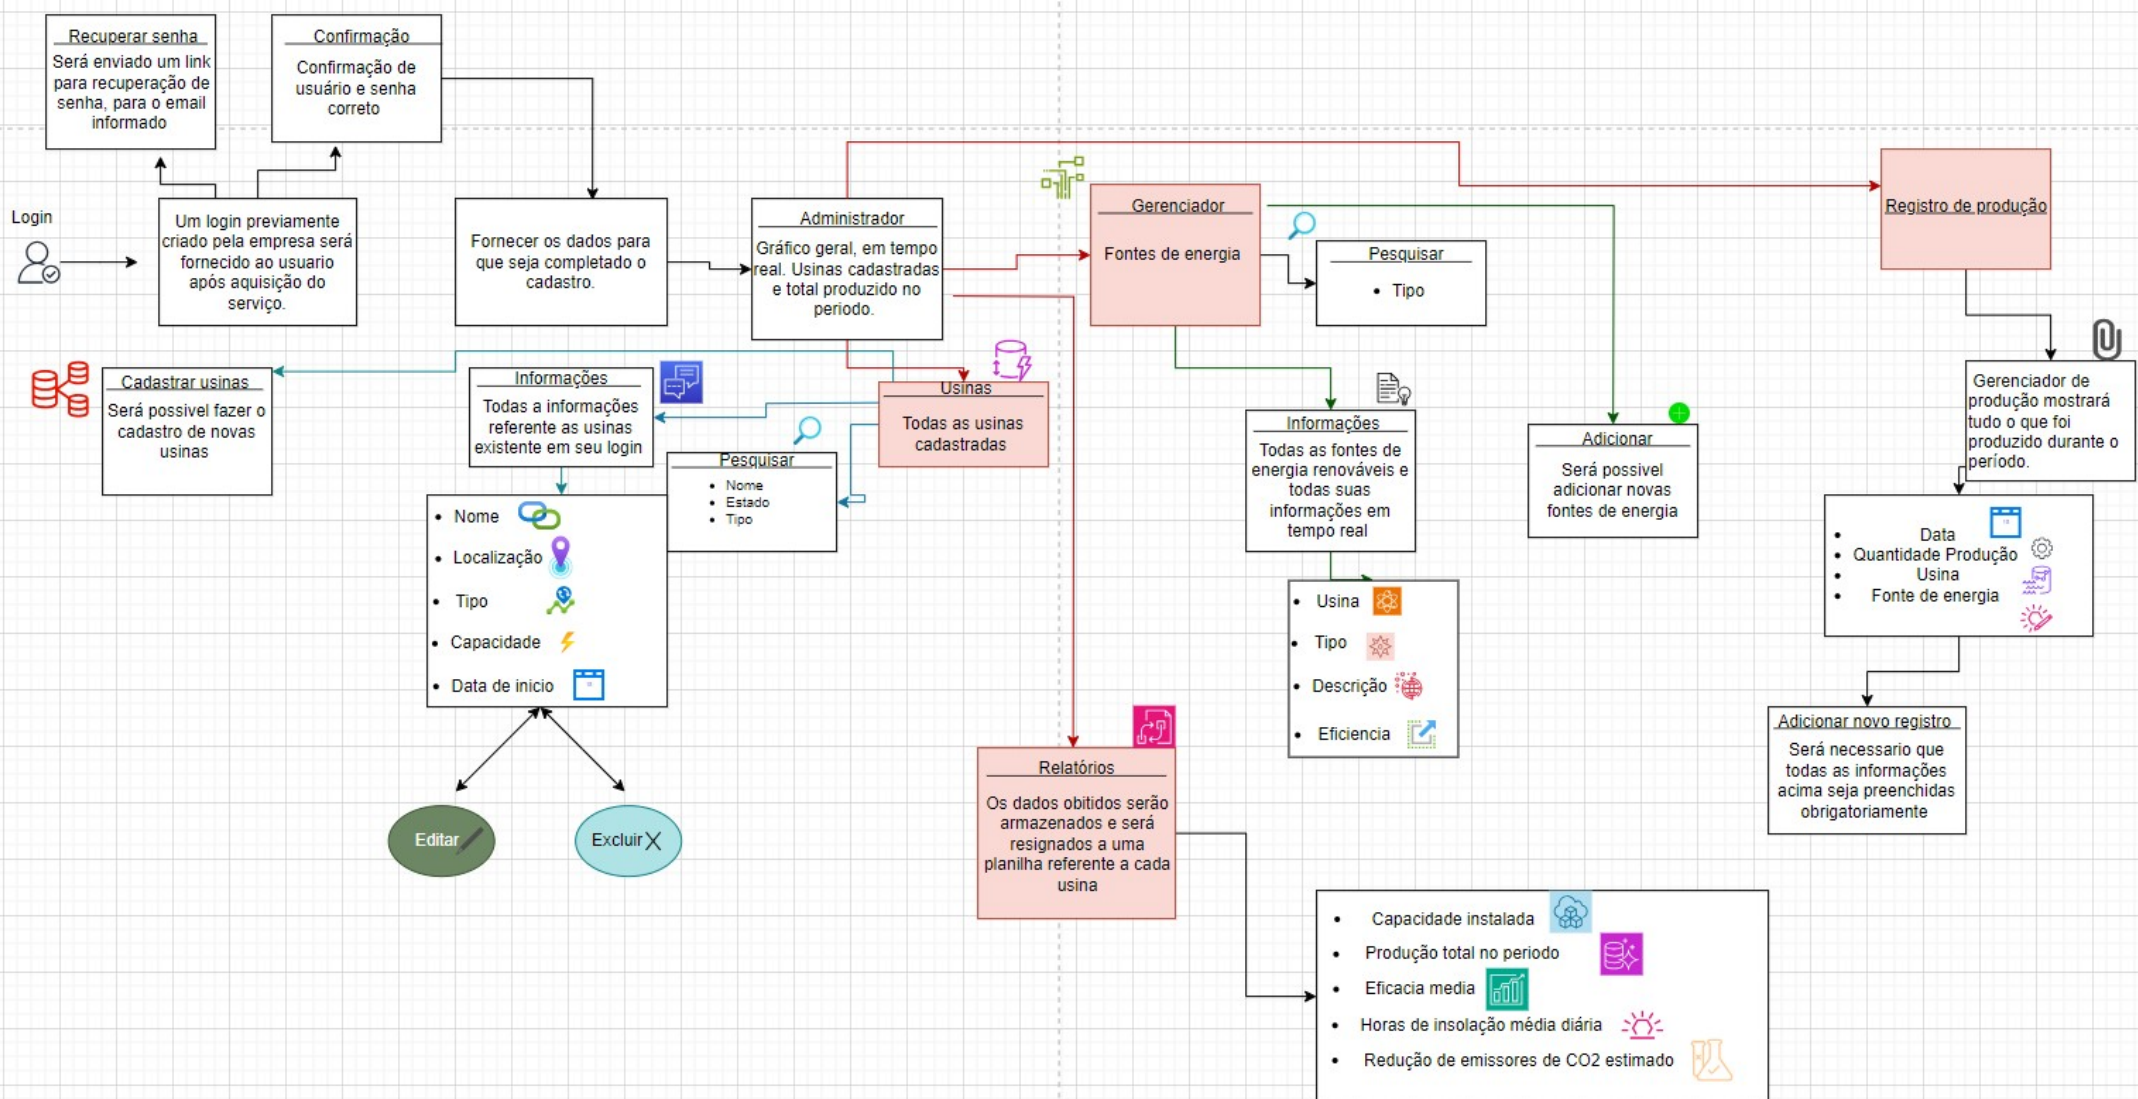 Recuperar senha
Será enviado um link
para recuperação de
senha, para o email
informado
Confirmação
Confirmação de
usuário e senha
correto
Login
Um login previamente
criado pela empresa será
fornecido ao usuario
após aquisição do
serviço.
Fornecer os dados para
que seja completado o
cadastro.
Administrador
Gráfico geral, em tempo
real. Usinas cadastradas
e total produzido no
periodo.
Gerenciador
Fontes de energia
Pesquisar
• Tipo
Registro de produção
Cadastrar usinas
Será possivel fazer o
cadastro de novas
usinas
Informações
Todas a informações
referente as usinas
existente em seu login
Usinas
Todas as usinas
cadastradas
Pesquisar
• Nome
• Estado
• Tipo
• Nome
• Localização
• Tipo
• Capacidade
• Data de inicio
Editar
Excluir
Informações
Todas as fontes de
energia renováveis e
todas suas
informações em
tempo real
• Usina
• Tipo
• Descrição
• Eficiencia
Adicionar
Será possivel
adicionar novas
fontes de energia
Gerenciador de
produção mostrará
tudo o que foi
produzido durante o
período.
• Data
• Quantidade Produção
• Usina
• Fonte de energia
Adicionar novo registro
Será necessario que
todas as informações
acima seja preenchidas
obrigatoriamente
Relatórios
Os dados obitidos serão
armazenados e será
resignados a uma
planilha referente a cada
usina
• Capacidade instalada
• Produção total no periodo
• Eficacia media
• Horas de insolação média diária
• Redução de emissores de CO2 estimado